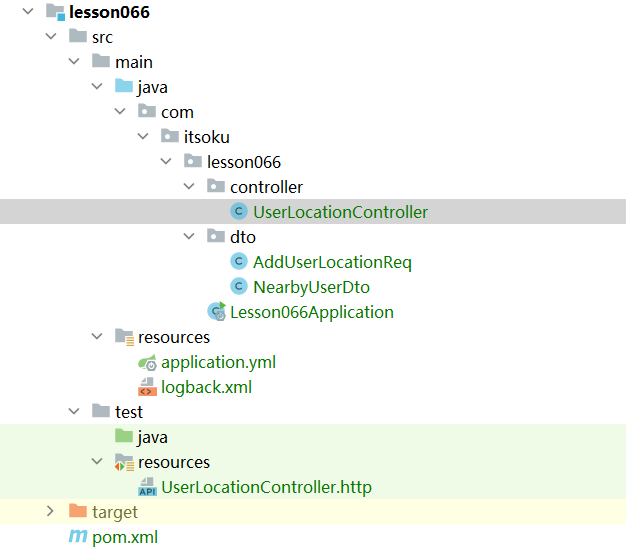 lesson066
src
main
java
com
itsoku
lesson066
controller
UserLocationController
dto
AddUserLocationReq
NearbyUserDto
Lesson066Application
resources
application.yml
logback.xml
test
java
resources
API UserLocationController.http
target
pom.xml